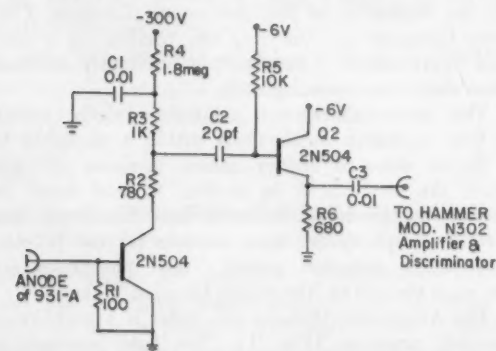 -300V
R4
1.8meg
C1
0.01
R3
1K
-6V
R5
10K
C2
20pf
-6V
Q2
2N504
R2
780
C3
0.01
R6
680
TO HAMMER
MOD. N302
Amplifier &
Discriminator
2N504
ANODE
of 931-A
R1
100